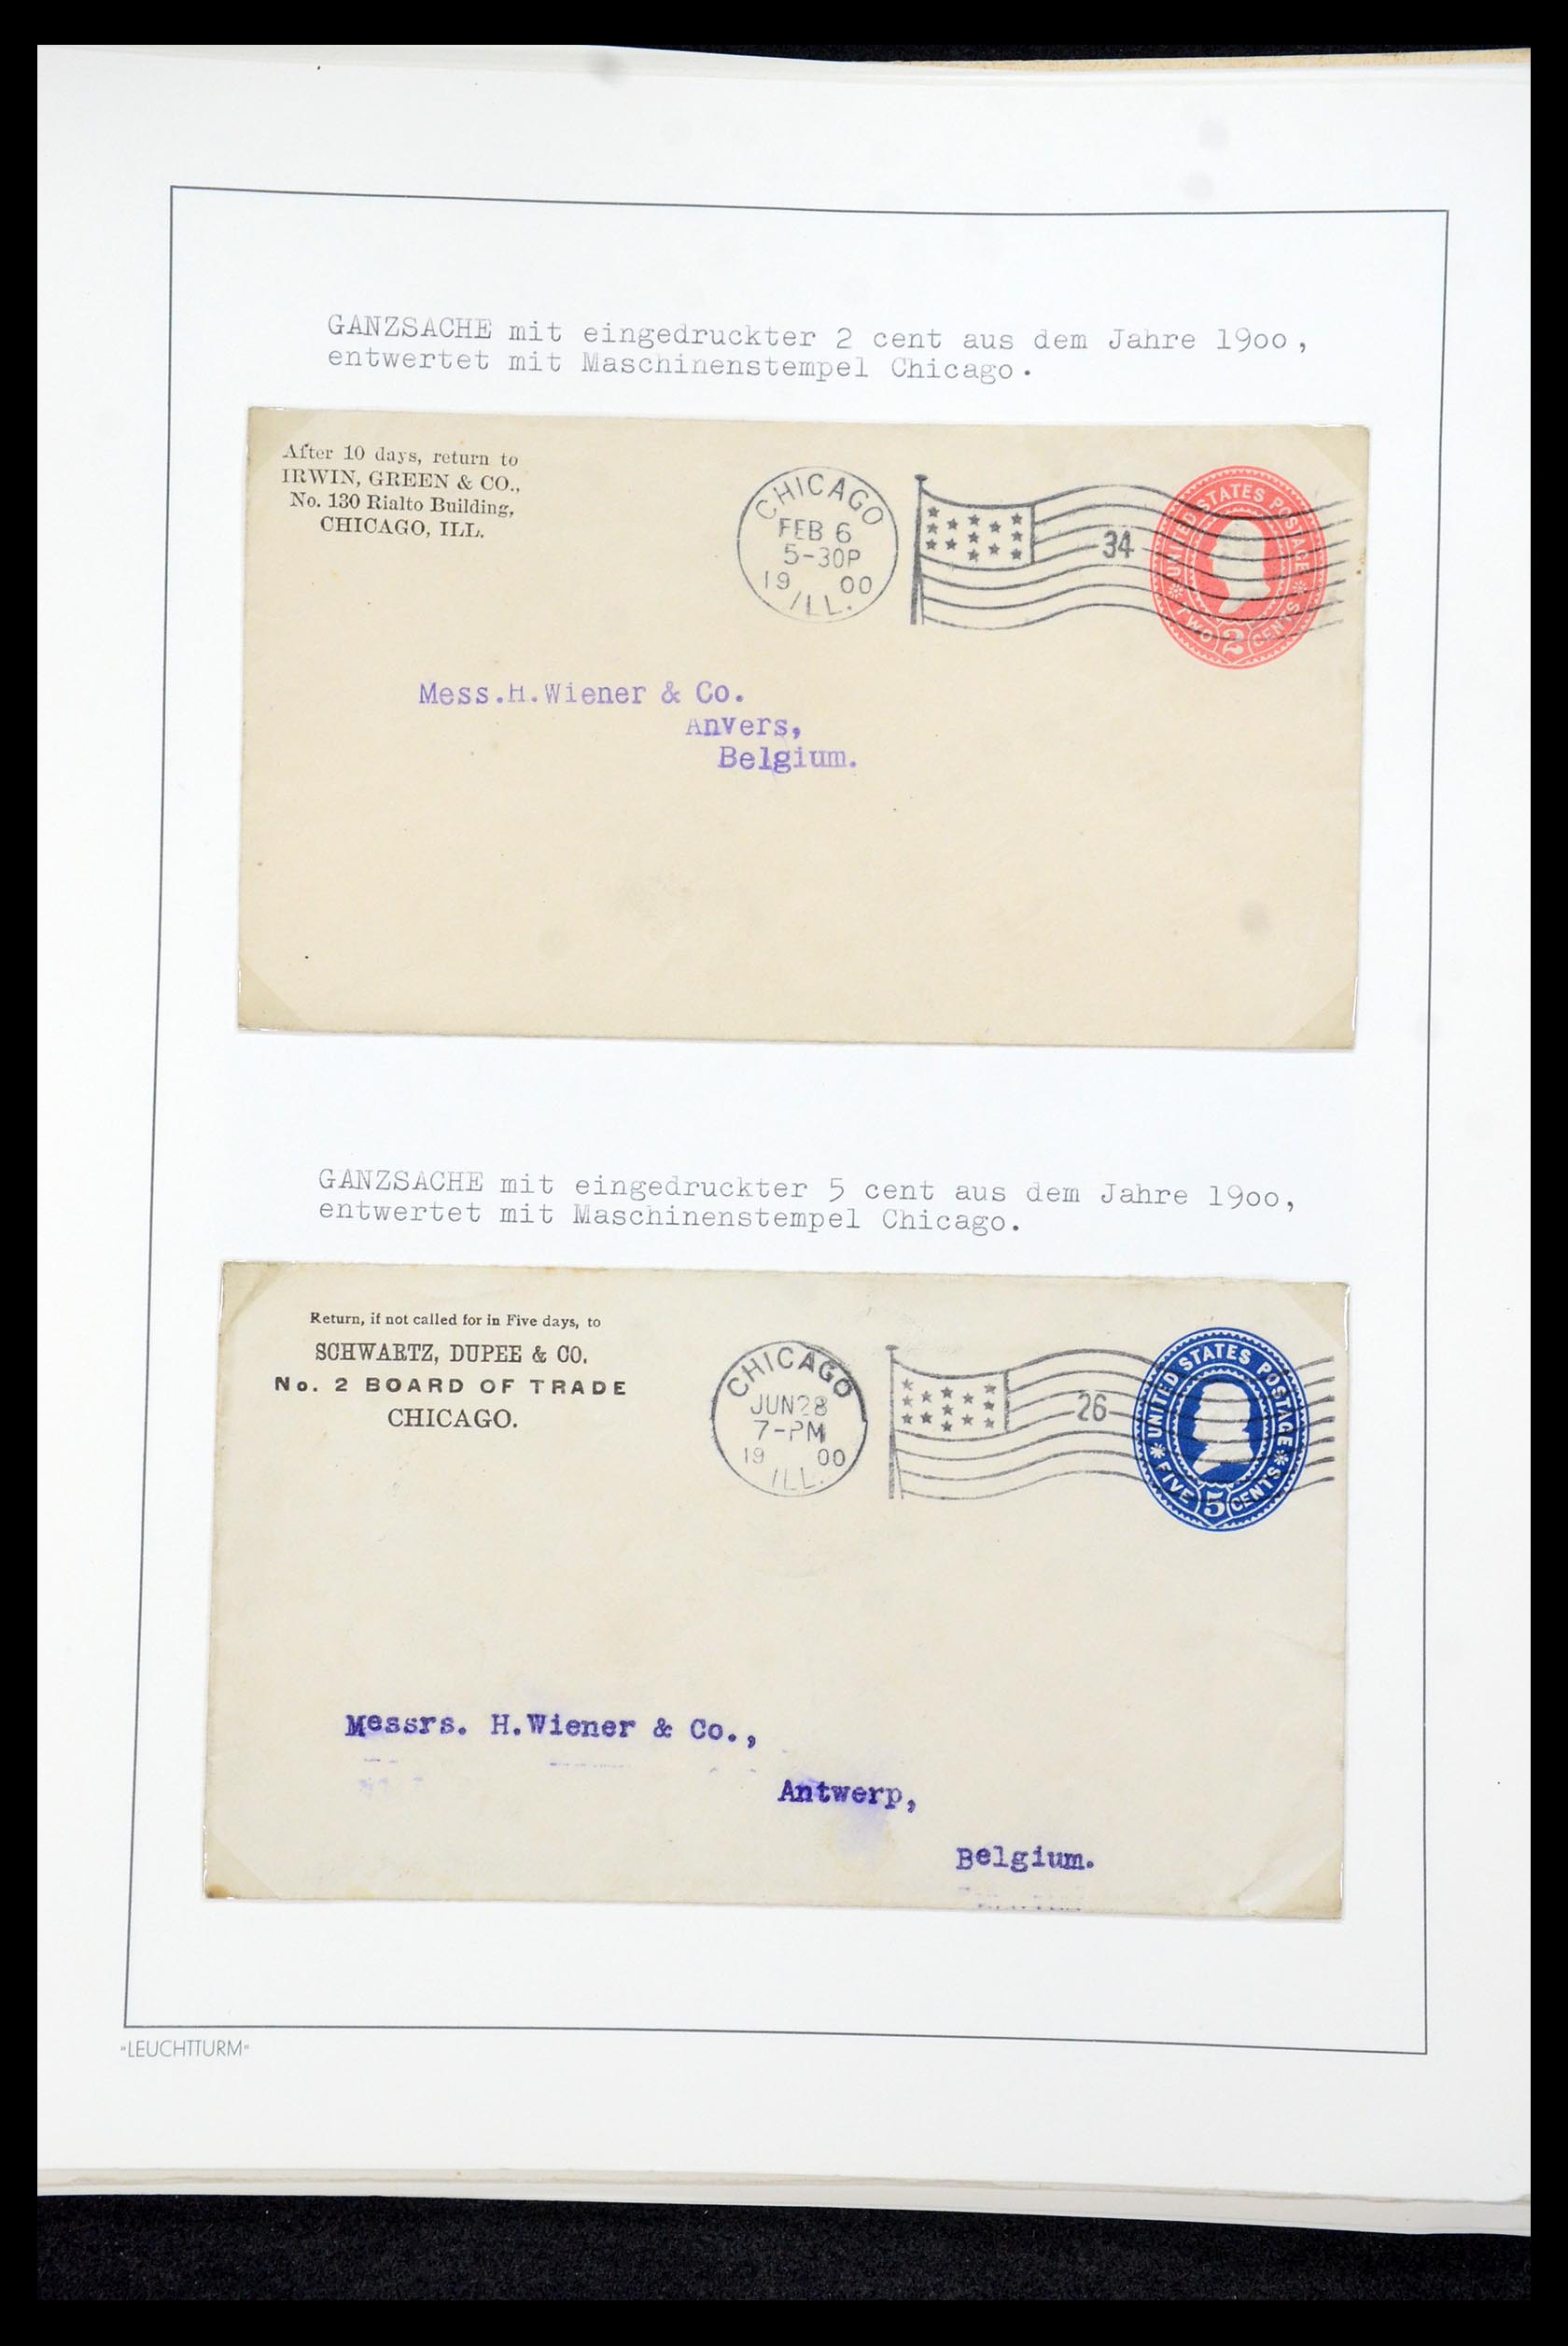 GANZSACHE mit eingedruckter 2 cent aus dem Jahre 19oo,
entwertet mit Maschinenstempel Chicago.
After 10 days, return to
IRWIN, GREEN & CO.,
No. 130 Rialto Building,
CHICAGO, ILL.
CHICAGO
FEB 6
5-30P
19 00
ILL.
34
UNITED STATES POSTAGE
TWO 2 CENTS
Mess.H.Wiener & Co.
Anvers,
Belgium.
GANZSACHE mit eingedruckter 5 cent aus dem Jahre 19oo,
entwertet mit Maschinenstempel Chicago.
Return, if not called for in Five days, to
SCHWARTZ, DUPEE & CO.
No. 2 BOARD OF TRADE
CHICAGO.
CHICAGO
JUN 28
7-PM
19 00
ILL.
26
UNITED STATES POSTAGE
FIVE 5 CENTS
Messrs. H.Wiener & Co.,
Antwerp,
Belgium.
"LEUCHTTURM"